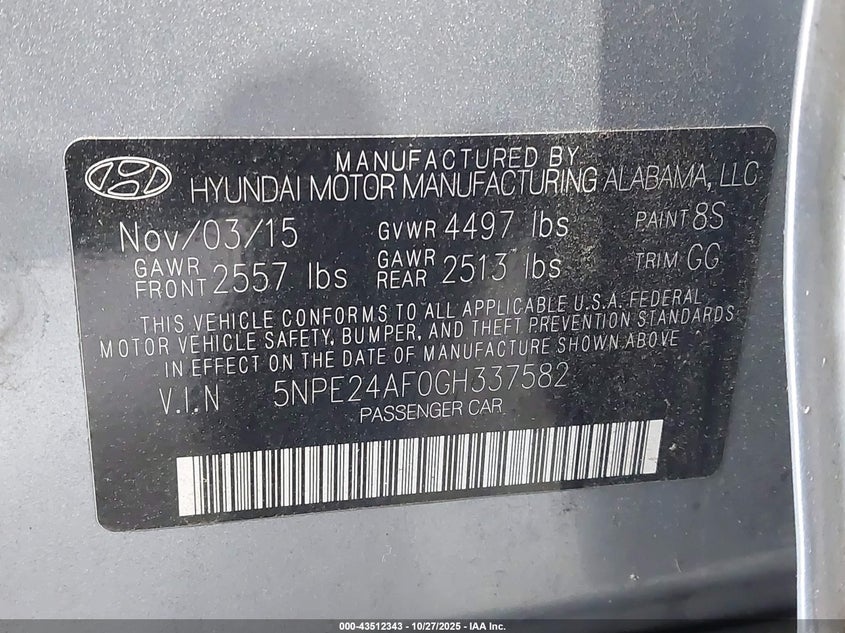 MANUFACTURED BY
HYUNDAI MOTOR MANUFACTURING ALABAMA, LLC
Nov/03/15 GVWR 4497 lbs PAINT 8S
GAWR FRONT 2557 lbs GAWR REAR 2513 lbs TRIM GG
THIS VEHICLE CONFORMS TO ALL APPLICABLE U.S.A. FEDERAL
MOTOR VEHICLE SAFETY, BUMPER, AND THEFT PREVENTION STANDARDS
IN EFFECT ON THE DATE OF MANUFACTURE SHOWN ABOVE
V.I.N 5NPE24AF0GH337582
PASSENGER CAR
000-43512343 | 10/27/2025 - IAA Inc.